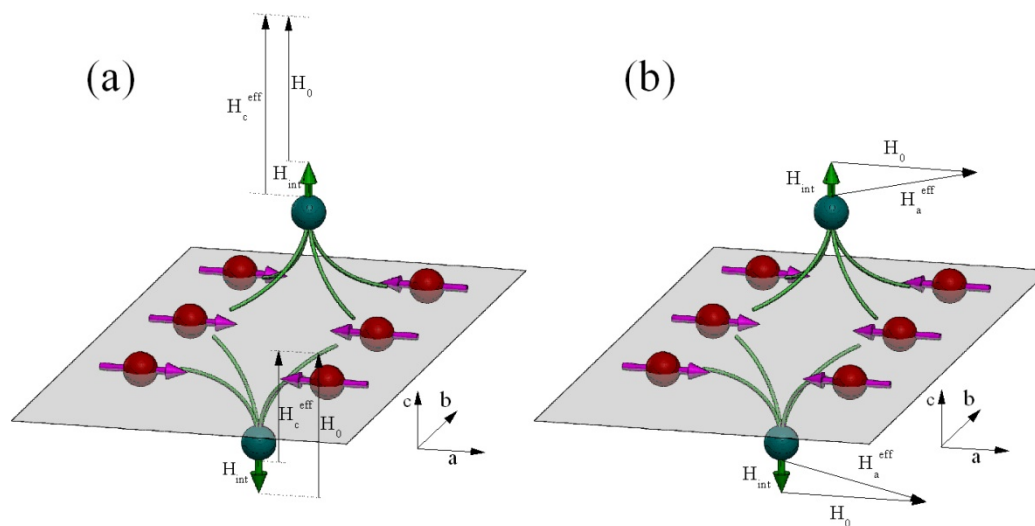 (a)
H_c^eff
H_0
H_int
H_c^eff
H_0
H_int
c
b
a
(b)
H_0
H_int
H_a^eff
H_a^eff
H_int
H_0
c
b
a